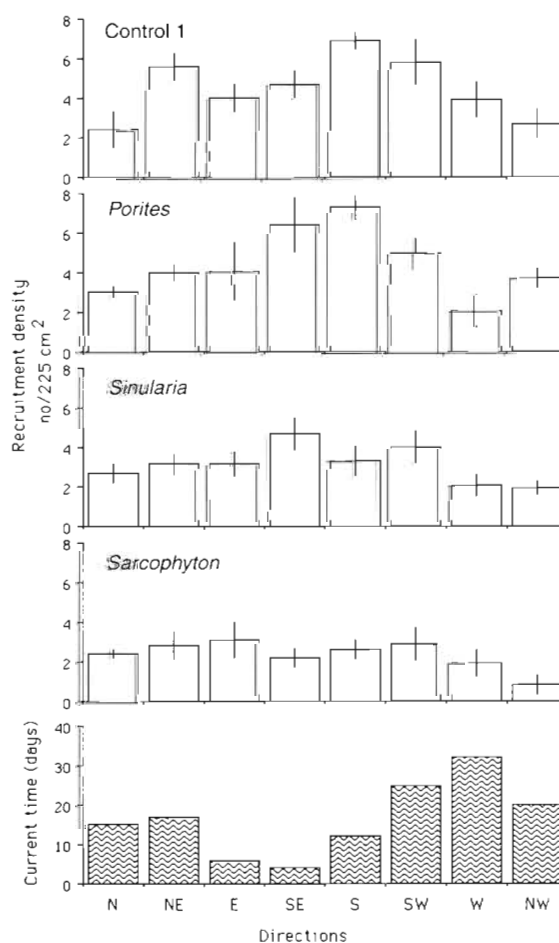 8
6
4
2
0
Control 1
8
6
4
2
0
Porites
8
6
4
2
0
Sinularia
8
6
4
2
0
Sarcophyton
Recruitment density
no/225 cm²
40
30
20
10
0
Current time (days)
N NE E SE S SW W NW
Directions